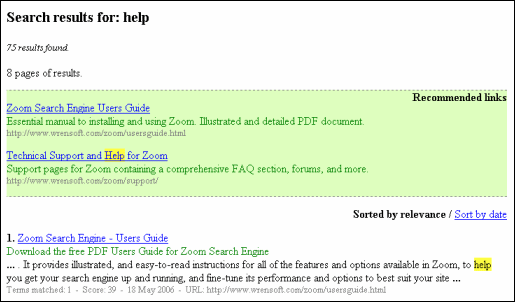 Search results for: help
75 results found.
8 pages of results.
Recommended links
Zoom Search Engine Users Guide
Essential manual to installing and using Zoom. Illustrated and detailed PDF document.
http://www.wrensoft.com/zoom/usersguide.html
Technical Support and Help for Zoom
Support pages for Zoom containing a comprehensive FAQ section, forums, and more.
http://www.wrensoft.com/zoom/support/
Sorted by relevance / Sort by date
1. Zoom Search Engine - Users Guide
Download the free PDF Users Guide for Zoom Search Engine
... . It provides illustrated, and easy-to-read instructions for all of the features and options available in Zoom, to help
you get your search engine up and running, and fine-tune its performance and options to best suit your site ...
Terms matched: 1 - Score: 39 - 18 May 2006 - URL: http://www.wrensoft.com/zoom/usersguide.html